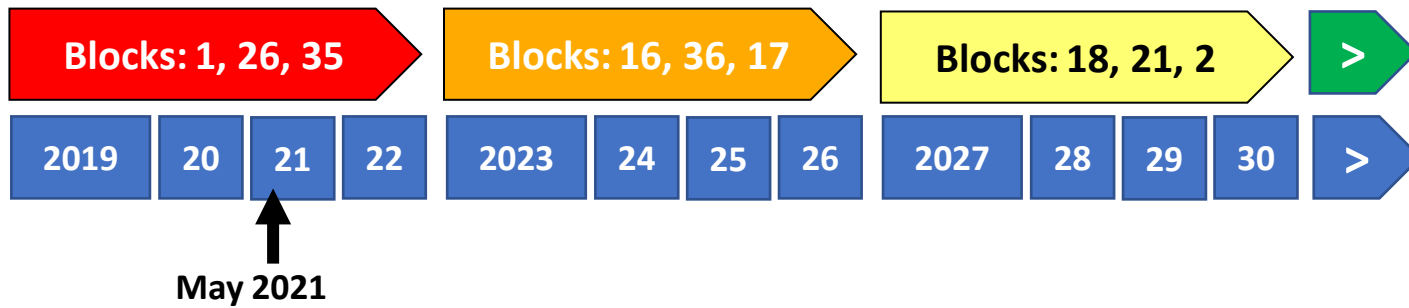 Blocks: 1, 26, 35 Blocks: 16, 36, 17 Blocks: 18, 21, 2 >
2019 20 21 22 2023 24 25 26 2027 28 29 30 >
May 2021